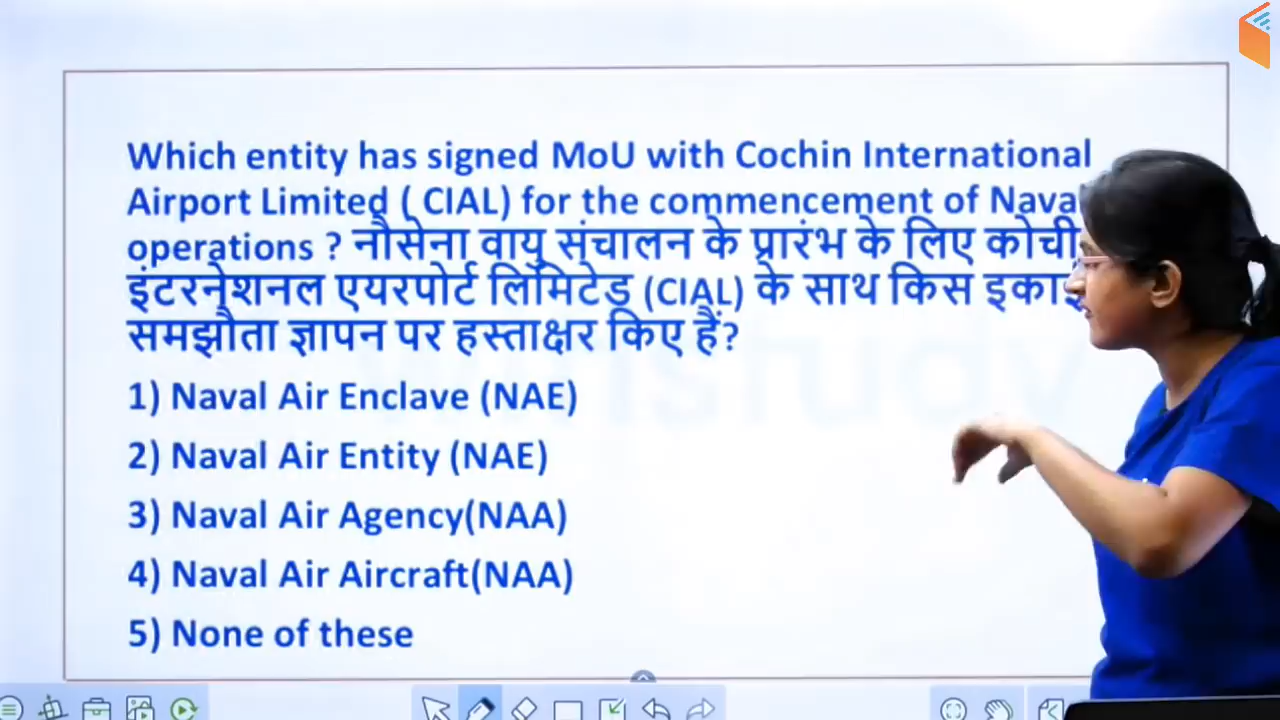 Which entity has signed MoU with Cochin International
Airport Limited ( CIAL) for the commencement of Nava
operations ? नौसेना वायु संचालन के प्रारंभ के लिए कोची
इंटरनेशनल एयरपोर्ट लिमिटेड (CIAL) के साथ किस
समझौता ज्ञापन पर हस्ताक्षर किए हैं?
1) Naval Air Enclave (NAE)
2) Naval Air Entity (NAE)
3) Naval Air Agency(NAA)
4) Naval Air Aircraft(NAA)
5) None of these